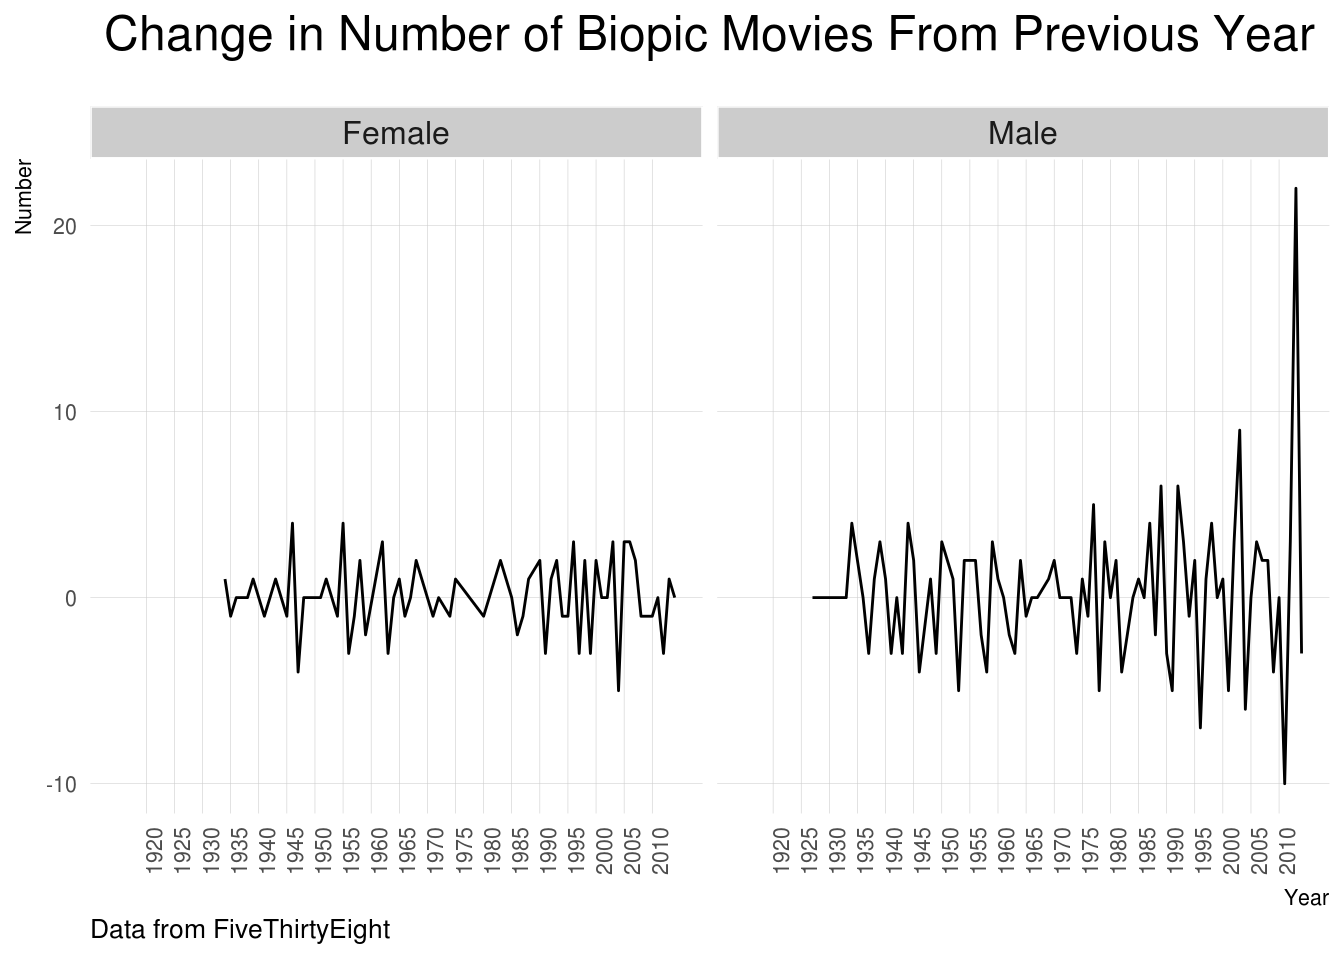 Change in Number of Biopic Movies From Previous Year
Female
Male
Number
20
10
0
-10
1920 1925 1930 1935 1940 1945 1950 1955 1960 1965 1970 1975 1980 1985 1990 1995 2000 2005 2010
1920 1925 1930 1935 1940 1945 1950 1955 1960 1965 1970 1975 1980 1985 1990 1995 2000 2005 2010
Year
Data from FiveThirtyEight